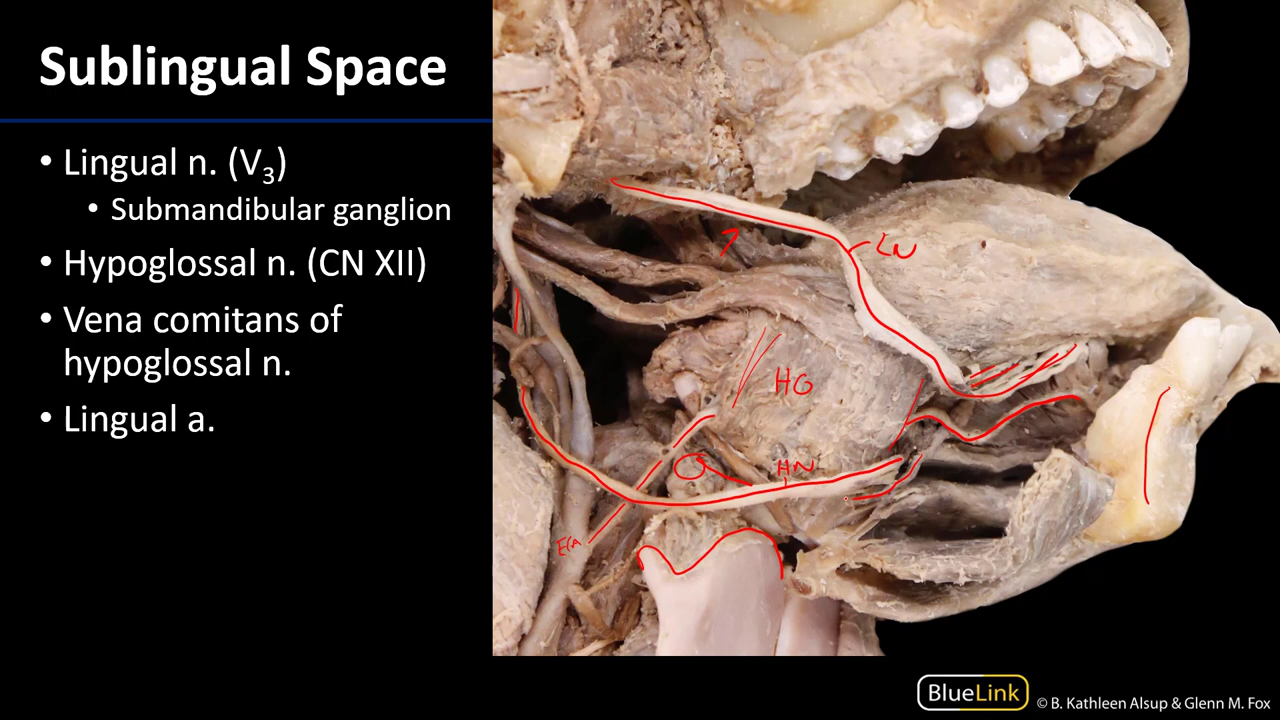 Sublingual Space
• Lingual n. (V₃)
• Submandibular ganglion
• Hypoglossal n. (CN XII)
• Vena comitans of
hypoglossal n.
• Lingual a.
LN
HG
HN
ECA
BlueLink
© B. Kathleen Alsup & Glenn M. Fox